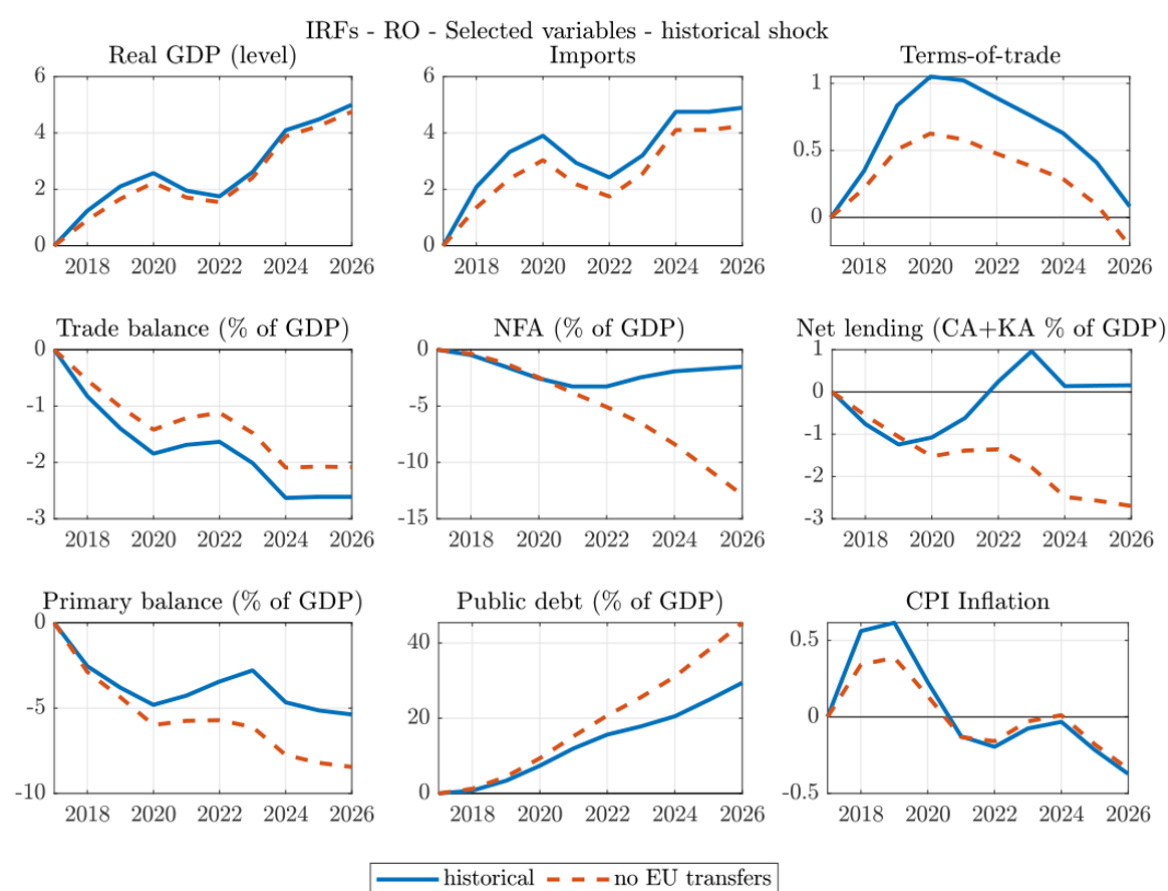 IRFs - RO - Selected variables - historical shock
Real GDP (level)
Imports
Terms-of-trade
6
4
2
0
2018 2020 2022 2024 2026
6
4
2
0
2018 2020 2022 2024 2026
1
0.5
0
2018 2020 2022 2024 2026
Trade balance (% of GDP)
NFA (% of GDP)
Net lending (CA+KA % of GDP)
0
-1
-2
-3
2018 2020 2022 2024 2026
0
-5
-10
-15
2018 2020 2022 2024 2026
1
0
-1
-2
-3
2018 2020 2022 2024 2026
Primary balance (% of GDP)
Public debt (% of GDP)
CPI Inflation
0
-5
-10
2018 2020 2022 2024 2026
40
20
0
2018 2020 2022 2024 2026
0.5
0
-0.5
2018 2020 2022 2024 2026
historical no EU transfers